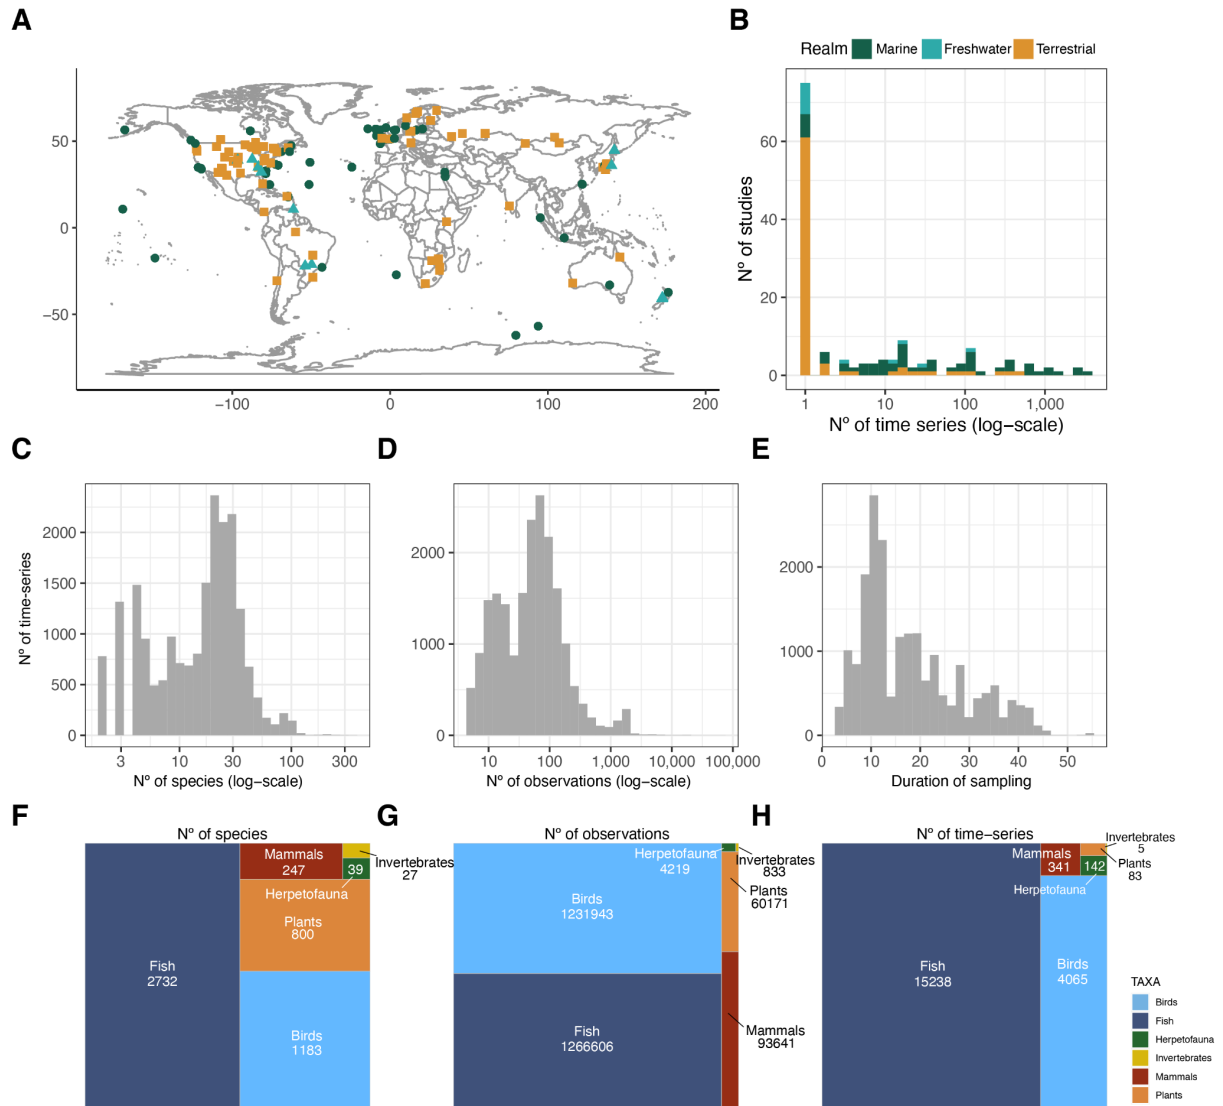 A
50
0
−50
−100
0
100
200
B
Realm
Marine
Freshwater
Terrestrial
Nº of studies
60
40
20
0
1
10
100
1,000
Nº of time series (log−scale)
C
Nº of time-series
2000
1500
1000
500
0
3
10
30
100
300
Nº of species (log−scale)
D
2000
1000
0
10
100
1,000
10,000
100,000
Nº of observations (log−scale)
E
2000
1000
0
0
10
20
30
40
50
Duration of sampling
F
Nº of species
Mammals
247
39
Invertebrates
27
Herpetofauna
Plants
800
Fish
2732
Birds
1183
G
Nº of observations
Herpetofauna
4219
Invertebrates
833
Plants
60171
Birds
1231943
Fish
1266606
Mammals
93641
H
Nº of time−series
Invertebrates
5
Mammals
341
142
Plants
83
Herpetofauna
Fish
15238
Birds
4065
TAXA
Birds
Fish
Herpetofauna
Invertebrates
Mammals
Plants